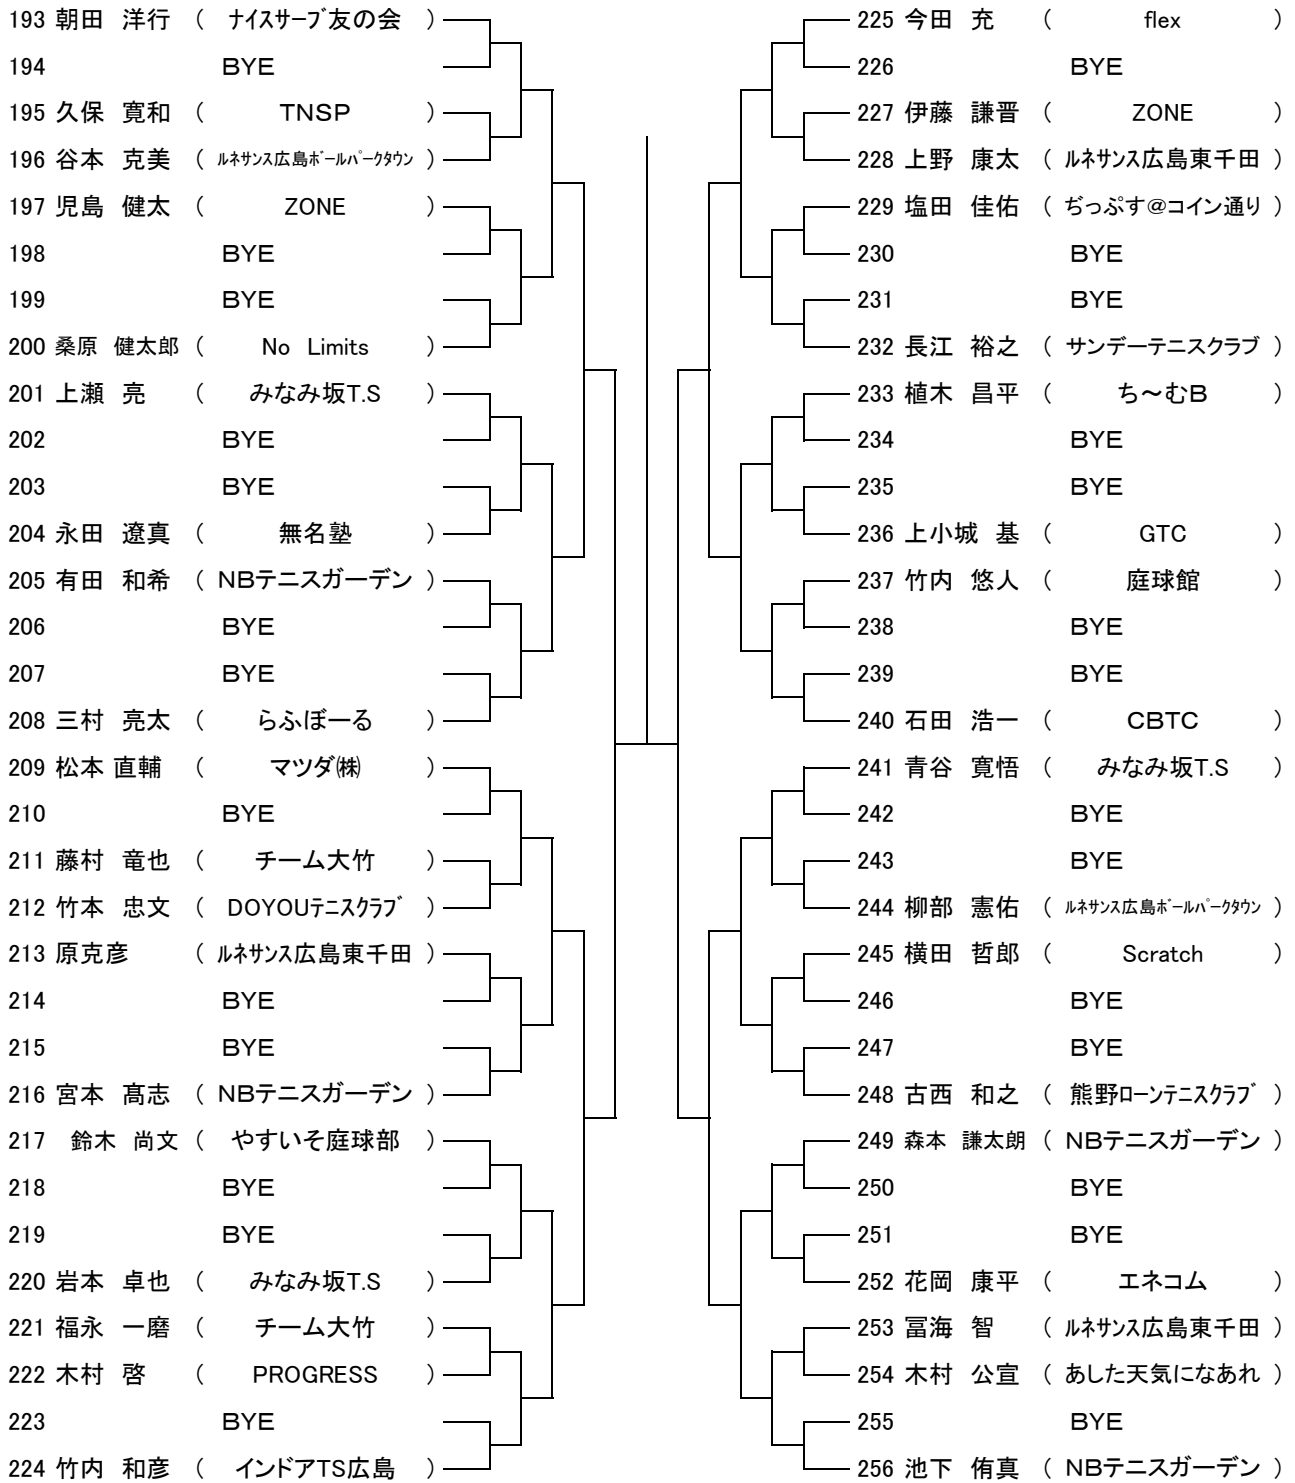 193 朝田 洋行 ( ナイスサーブ友の会 )
194 BYE
195 久保 寛和 ( TNSP )
196 谷本 克美 ( ルネサンス広島ボールパークタウン )
197 児島 健太 ( ZONE )
198 BYE
199 BYE
200 桑原 健太郎 ( No Limits )
201 上瀬 亮 ( みなみ坂T.S )
202 BYE
203 BYE
204 永田 遼真 ( 無名塾 )
205 有田 和希 ( NBテニスガーデン )
206 BYE
207 BYE
208 三村 亮太 ( らふぼーる )
209 松本 直輔 ( マツダ㈱ )
210 BYE
211 藤村 竜也 ( チーム大竹 )
212 竹本 忠文 ( DOYOUテニスクラブ )
213 原克彦 ( ルネサンス広島東千田 )
214 BYE
215 BYE
216 宮本 髙志 ( NBテニスガーデン )
217 鈴木 尚文 ( やすいそ庭球部 )
218 BYE
219 BYE
220 岩本 卓也 ( みなみ坂T.S )
221 福永 一磨 ( チーム大竹 )
222 木村 啓 ( PROGRESS )
223 BYE
224 竹内 和彦 ( インドアTS広島 )
225 今田 充 ( flex )
226 BYE
227 伊藤 謙晋 ( ZONE )
228 上野 康太 ( ルネサンス広島東千田 )
229 塩田 佳佑 ( ぢっぷす@コイン通り )
230 BYE
231 BYE
232 長江 裕之 ( サンデーテニスクラブ )
233 植木 昌平 ( ち~むB )
234 BYE
235 BYE
236 上小城 基 ( GTC )
237 竹内 悠人 ( 庭球館 )
238 BYE
239 BYE
240 石田 浩一 ( CBTC )
241 青谷 寛悟 ( みなみ坂T.S )
242 BYE
243 BYE
244 柳部 憲佑 ( ルネサンス広島ボールパークタウン )
245 横田 哲郎 ( Scratch )
246 BYE
247 BYE
248 古西 和之 ( 熊野ローンテニスクラブ )
249 森本 謙太朗 ( NBテニスガーデン )
250 BYE
251 BYE
252 花岡 康平 ( エネコム )
253 冨海 智 ( ルネサンス広島東千田 )
254 木村 公宣 ( あした天気になあれ )
255 BYE
256 池下 侑真 ( NBテニスガーデン )